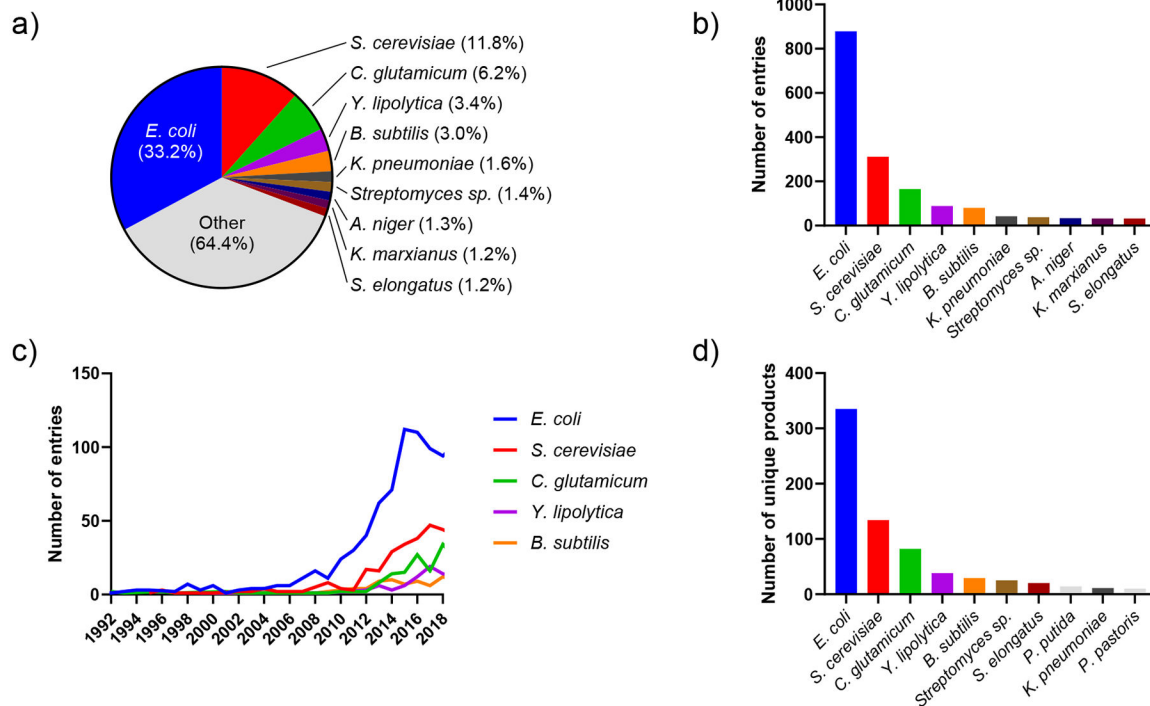 a)
S. cerevisiae (11.8%)
C. glutamicum (6.2%)
Y. lipolytica (3.4%)
B. subtilis (3.0%)
K. pneumoniae (1.6%)
Streptomyces sp. (1.4%)
A. niger (1.3%)
K. marxianus (1.2%)
S. elongatus (1.2%)
E. coli
(33.2%)
Other
(64.4%)
b)
Number of entries
1000
800
600
400
200
0
E. coli
S. cerevisiae
C. glutamicum
Y. lipolytica
B. subtilis
K. pneumoniae
Streptomyces sp.
A. niger
K. marxianus
S. elongatus
c)
Number of entries
150
100
50
0
1992
1994
1996
1998
2000
2002
2004
2006
2008
2010
2012
2014
2016
2018
E. coli
S. cerevisiae
C. glutamicum
Y. lipolytica
B. subtilis
d)
Number of unique products
400
300
200
100
0
E. coli
S. cerevisiae
C. glutamicum
Y. lipolytica
B. subtilis
Streptomyces sp.
S. elongatus
P. putida
K. pneumoniae
P. pastoris